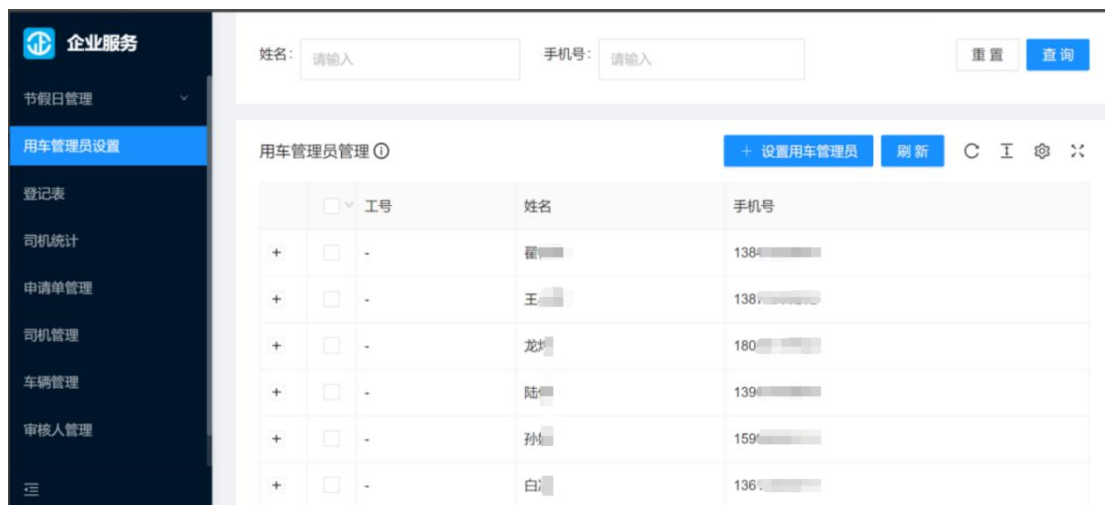 企业服务
姓名: 请输入 手机号: 请输入 重置 查询
节假日管理
用车管理员设置
用车管理员管理 + 设置用车管理员 刷新
登记表
工号 姓名 手机号
司机统计
+ - 翟 138
申请单管理
+ - 王 138
司机管理
+ - 龙 180
车辆管理
+ - 陆 139
审核人管理
+ - 孙 159
+ - 白 136